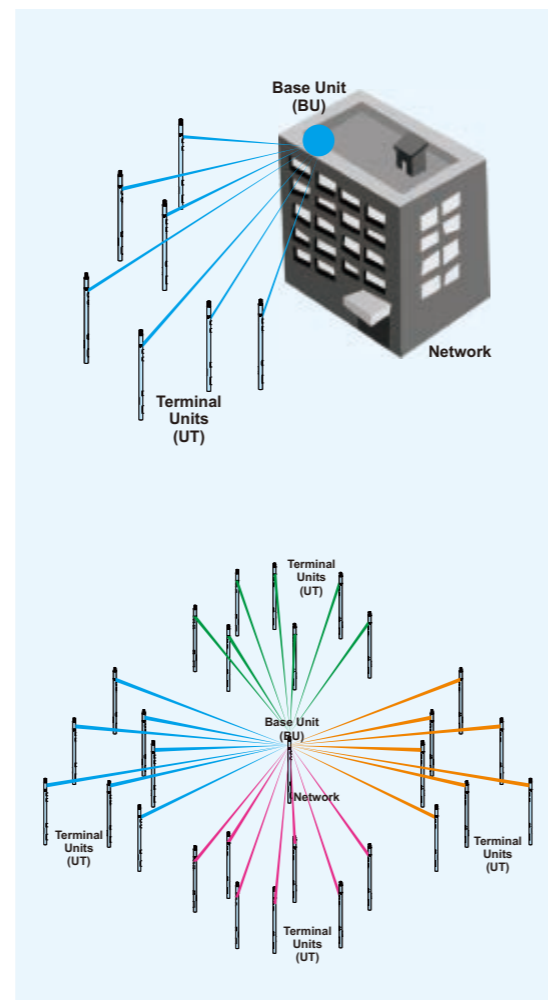 Base Unit
(BU)
Network
Terminal
Units
(UT)
Terminal
Units
(UT)
Base Unit
(BU)
Network
Terminal
Units
(UT)
Terminal
Units
(UT)
Terminal
Units
(UT)